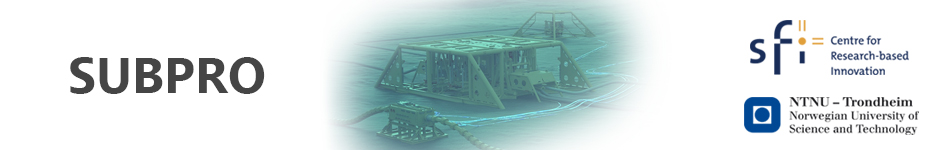 SUBPRO
sfi
Centre for
Research-based
Innovation
NTNU – Trondheim
Norwegian University of
Science and Technology